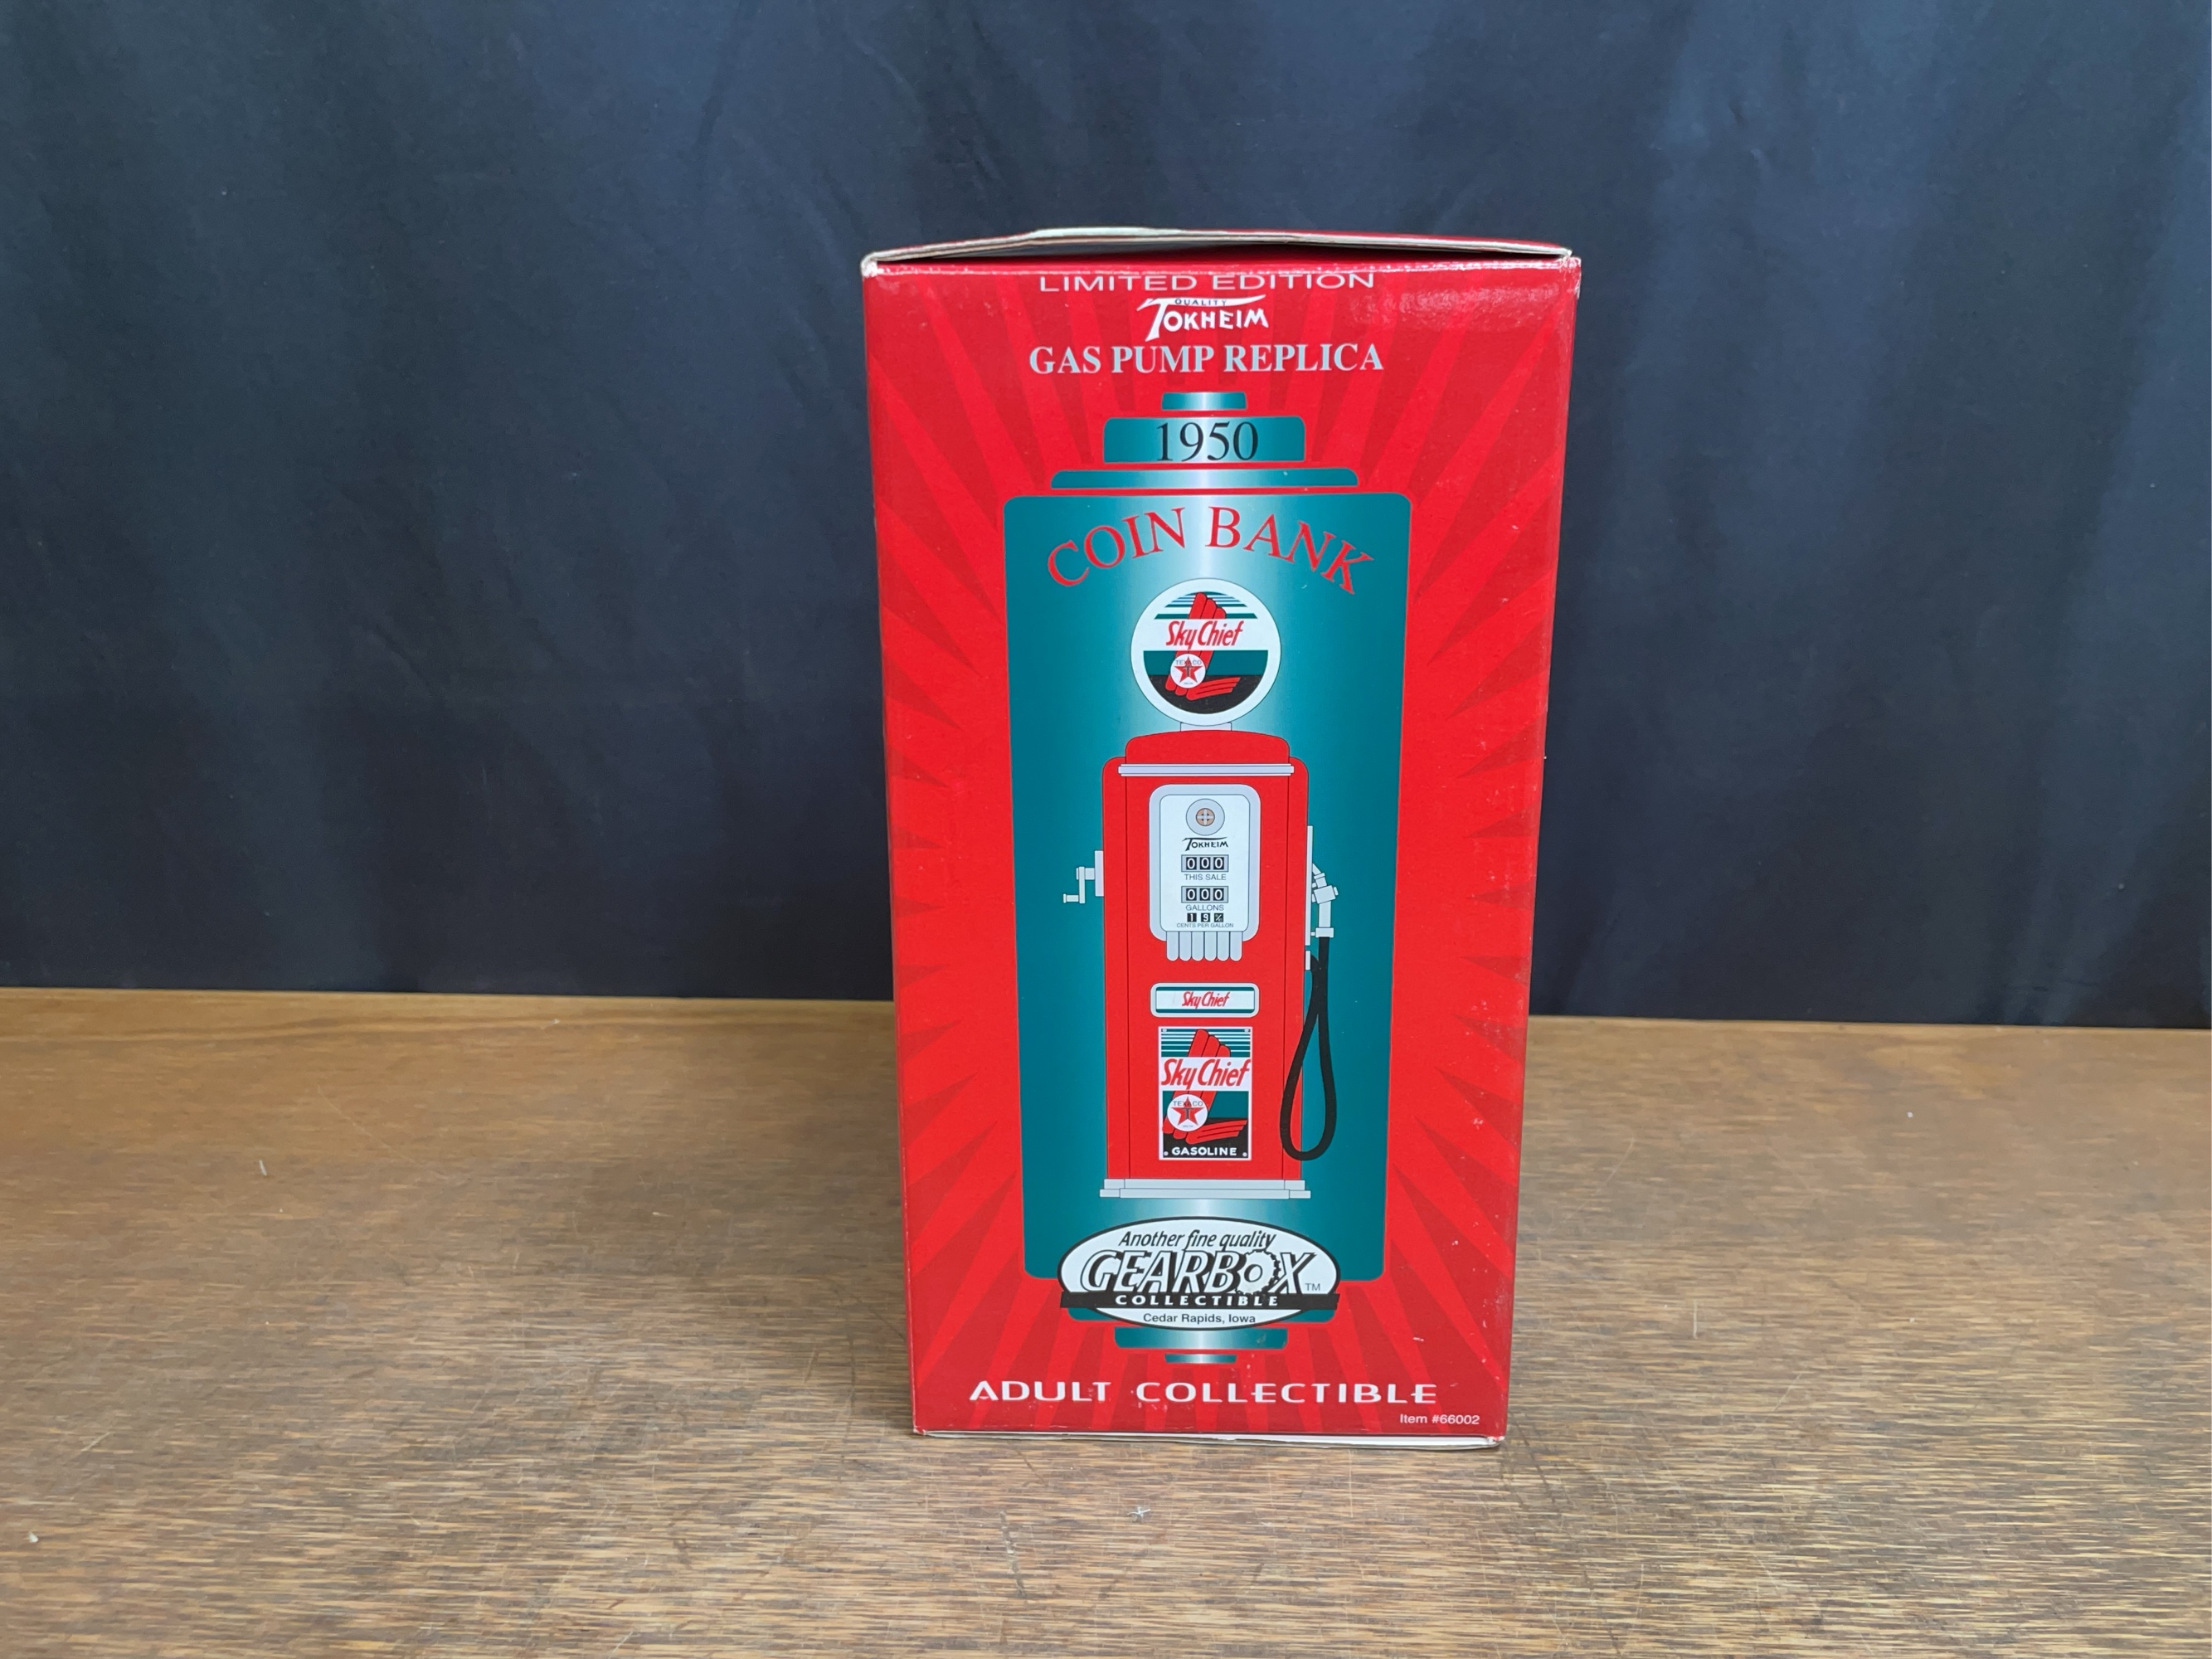 LIMITED EDITION
QUALITY
TOKHEIM
GAS PUMP REPLICA
1950
COIN BANK
Sky Chief
TEXACO
TOKHEIM
000
THIS SALE
000
GALLONS
19
CENTS PER GALLON
Sky Chief
Sky Chief
TEXACO
GASOLINE
Another fine quality
GEARBOX TM
COLLECTIBLE
Cedar Rapids, Iowa
ADULT COLLECTIBLE
Item #66002